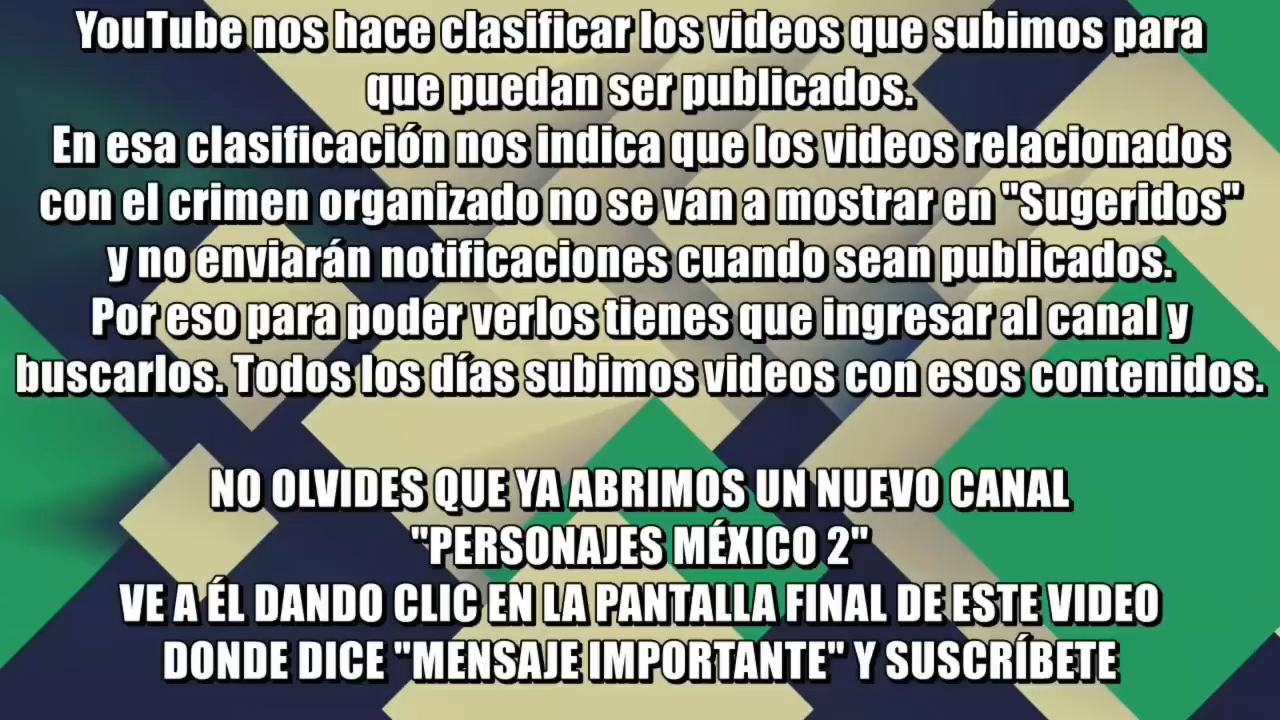 YouTube nos hace clasificar los videos que subimos para
que puedan ser publicados.
En esa clasificación nos indica que los videos relacionados
con el crimen organizado no se van a mostrar en "Sugeridos"
y no enviarán notificaciones cuando sean publicados.
Por eso para poder verlos tienes que ingresar al canal y
buscarlos. Todos los días subimos videos con esos contenidos.
NO OLVIDES QUE YA ABRIMOS UN NUEVO CANAL
"PERSONAJES MÉXICO 2"
VE A ÉL DANDO CLIC EN LA PANTALLA FINAL DE ESTE VIDEO
DONDE DICE "MENSAJE IMPORTANTE" Y SUSCRÍBETE